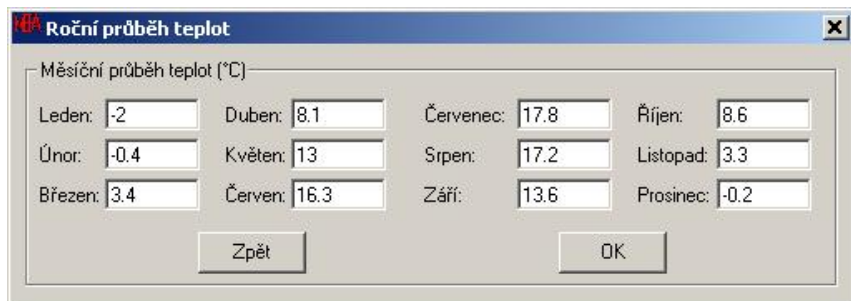 Roční průběh teplot
Měsíční průběh teplot (°C)
Leden: -2 Duben: 8.1 Červenec: 17.8 Říjen: 8.6
Únor: -0.4 Květen: 13 Srpen: 17.2 Listopad: 3.3
Březen: 3.4 Červen: 16.3 Září: 13.6 Prosinec: -0.2
Zpět OK